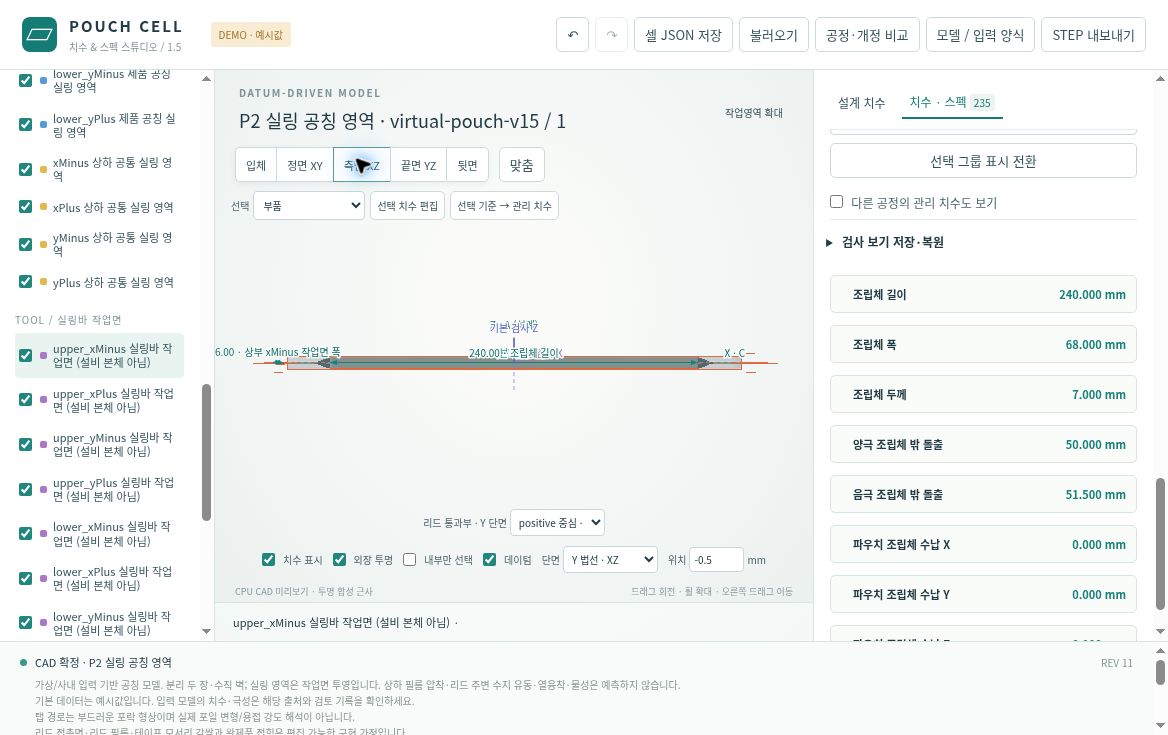 POUCH CELL
치수 & 스펙 스튜디오 / 1.5
DEMO · 예시값
셀 JSON 저장
불러오기
공정·개정 비교
모델 / 입력 양식
STEP 내보내기
lower_yMinus 제품 공칭
실링 영역
lower_yPlus 제품 공칭 실
링 영역
xMinus 상하 공통 실링 영
역
xPlus 상하 공통 실링 영역
yMinus 상하 공통 실링 영
역
yPlus 상하 공통 실링 영역
TOOL / 실링바 작업면
upper_xMinus 실링바 작
업면 (설비 본체 아님)
upper_xPlus 실링바 작업
면 (설비 본체 아님)
upper_yMinus 실링바 작
업면 (설비 본체 아님)
upper_yPlus 실링바 작업
면 (설비 본체 아님)
lower_xMinus 실링바 작
업면 (설비 본체 아님)
lower_xPlus 실링바 작업
면 (설비 본체 아님)
lower_yMinus 실링바 작
업면 (설비 본체 아님)
DATUM-DRIVEN MODEL
P2 실링 공칭 영역 · virtual-pouch-v15 / 1
작업영역 확대
입체
정면 XY
끝면 YZ
뒷면
맞춤
선택
부품
선택 치수 편집
선택 기준 → 관리 치수
6.00 · 상부 xMinus 작업면 폭
조립체 길이
X · C
리드 통과부 · Y 단면
positive 중심 ·
치수 표시
외장 투명
내부만 선택
데이텀
단면
Y 법선 · XZ
위치
-0.5
mm
CPU CAD 미리보기 · 투명 합성 근사
드래그 회전 · 휠 확대 · 오른쪽 드래그 이동
upper_xMinus 실링바 작업면 (설비 본체 아님) ·
설계 치수
치수 · 스펙
235
선택 그룹 표시 전환
다른 공정의 관리 치수도 보기
검사 보기 저장·복원
조립체 길이 240.000 mm
조립체 폭 68.000 mm
조립체 두께 7.000 mm
양극 조립체 밖 돌출 50.000 mm
음극 조립체 밖 돌출 51.500 mm
파우치 조립체 수납 X 0.000 mm
파우치 조립체 수납 Y 0.000 mm
CAD 확정 · P2 실링 공칭 영역
REV 11
가상/사내 입력 기반 공칭 모델. 분리 두 장·수직 벽; 실링 영역은 작업면 투영입니다. 상하 필름 압착·리드 주변 수지 유동·열융착·물성은 예측하지 않습니다.
기본 데이터는 예시값입니다. 입력 모델의 치수·극성은 해당 출처와 검토 기록을 확인하세요.
탭 경로는 부드러운 포락 형상이며 실제 포일 변형/용접 강도 해석이 아닙니다.